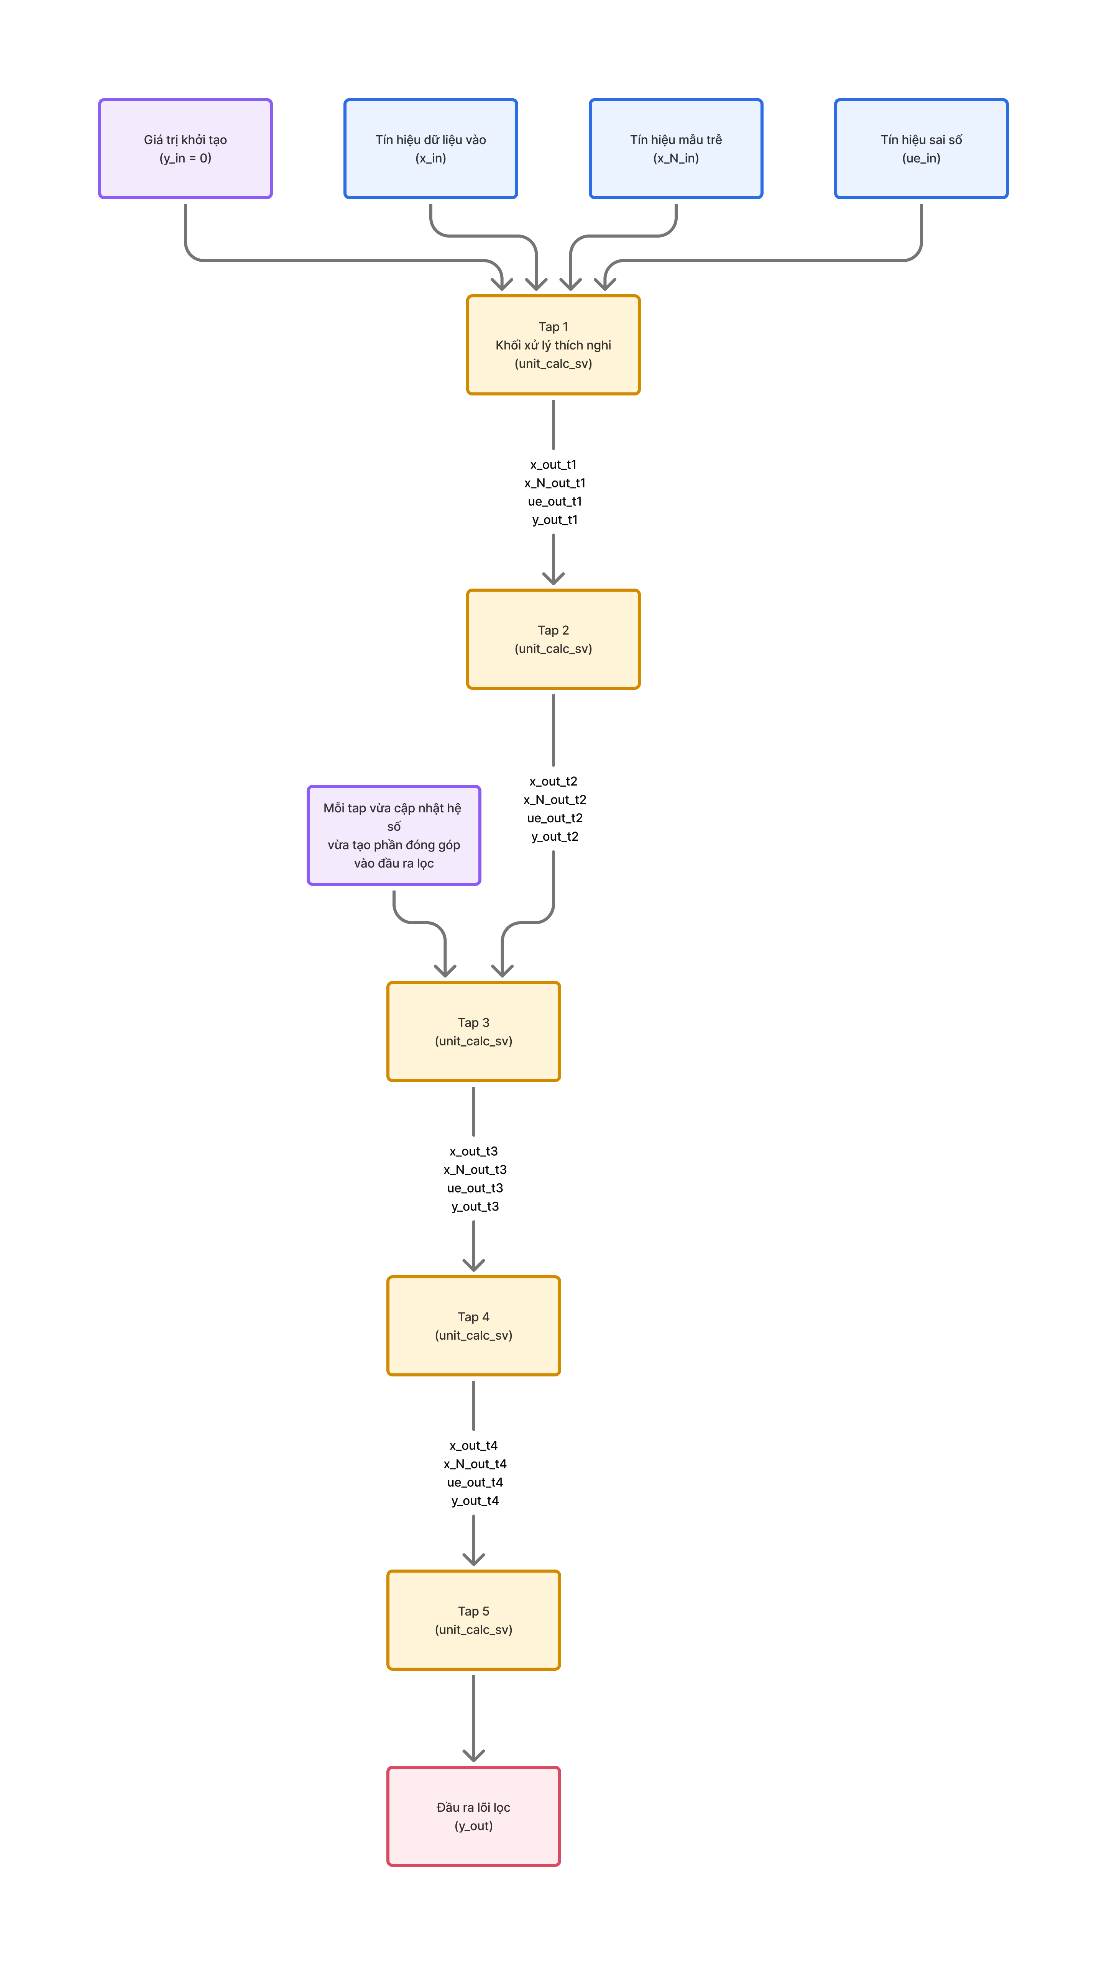 Giá trị khởi tạo
(y_in = 0)
Tín hiệu dữ liệu vào
(x_in)
Tín hiệu mẫu trễ
(x_N_in)
Tín hiệu sai số
(ue_in)
Tap 1
Khối xử lý thích nghi
(unit_calc_sv)
x_out_t1
x_N_out_t1
ue_out_t1
y_out_t1
Tap 2
(unit_calc_sv)
x_out_t2
x_N_out_t2
ue_out_t2
y_out_t2
Mỗi tap vừa cập nhật hệ
số
vừa tạo phần đóng góp
vào đầu ra lọc
Tap 3
(unit_calc_sv)
x_out_t3
x_N_out_t3
ue_out_t3
y_out_t3
Tap 4
(unit_calc_sv)
x_out_t4
x_N_out_t4
ue_out_t4
y_out_t4
Tap 5
(unit_calc_sv)
Đầu ra lõi lọc
(y_out)